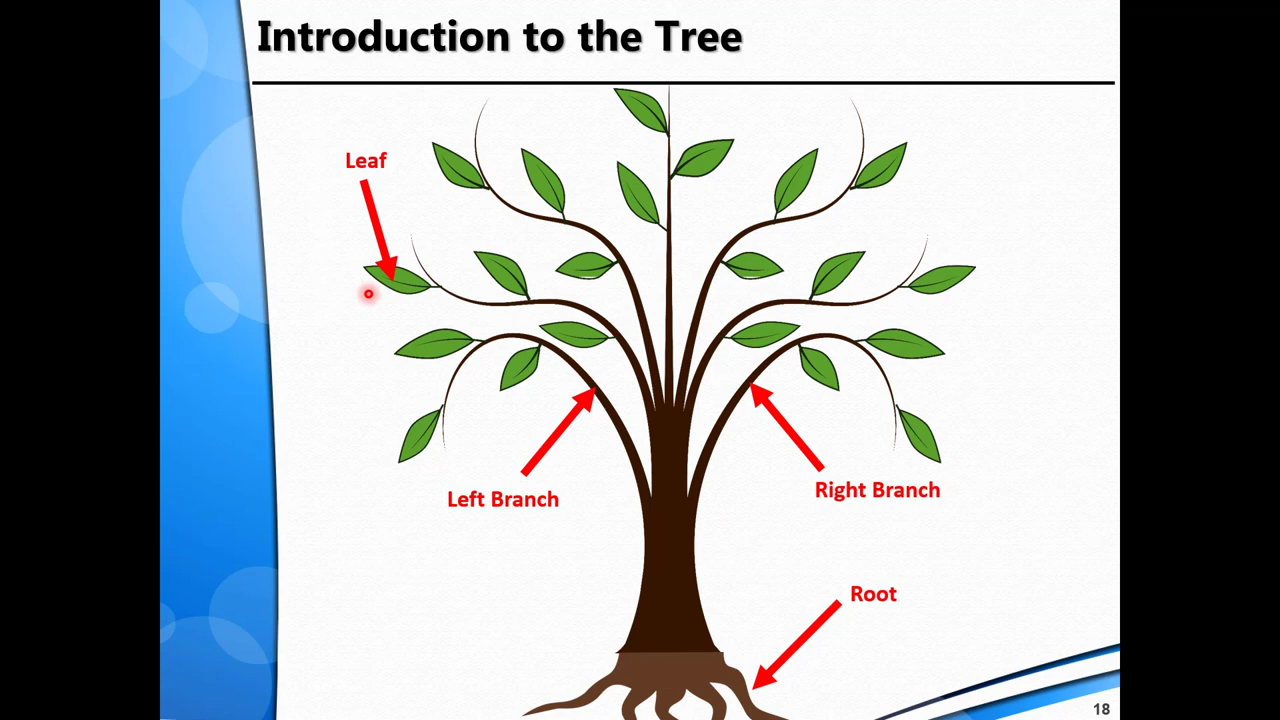 Introduction to the Tree
Leaf
Left Branch
Right Branch
Root
18